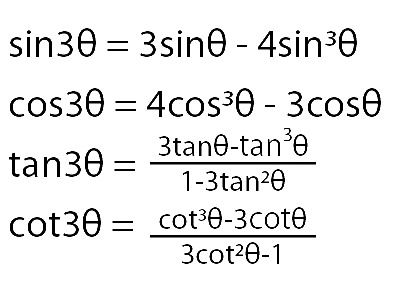 sin3θ = 3sinθ - 4sin³θ
cos3θ = 4cos³θ - 3cosθ
tan3θ = 3tanθ-tan³θ
1-3tan²θ
cot3θ = cot³θ-3cotθ
3cot²θ-1